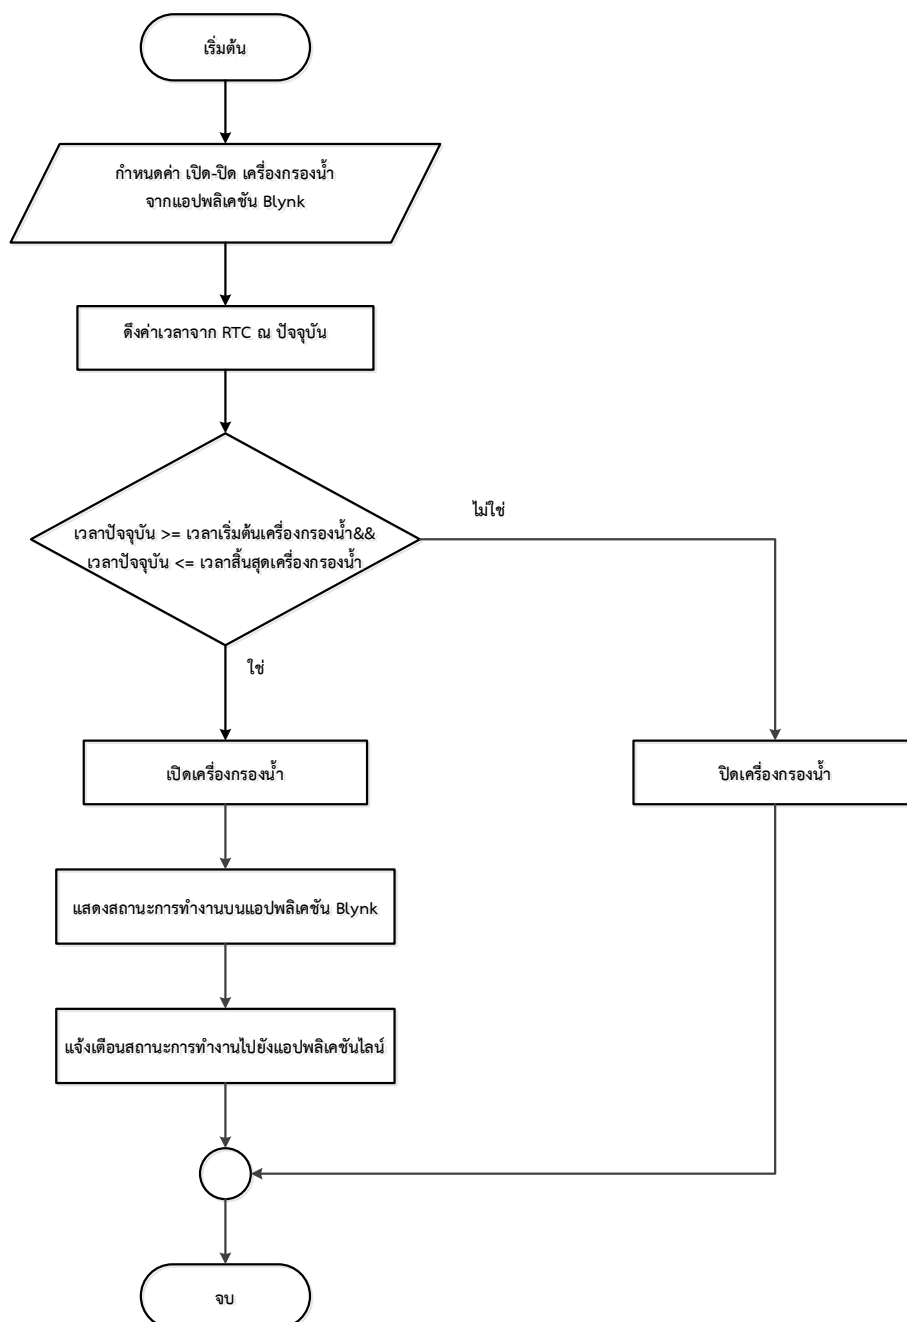 เริ่มต้น
กำหนดค่า เปิด-ปิด เครื่องกรองน้ำ
จากแอปพลิเคชัน Blynk
ดึงค่าเวลาจาก RTC ณ ปัจจุบัน
ไม่ใช่
เวลาปัจจุบัน >= เวลาเริ่มต้นเครื่องกรองน้ำ&&
เวลาปัจจุบัน <= เวลาสิ้นสุดเครื่องกรองน้ำ
ใช่
เปิดเครื่องกรองน้ำ
ปิดเครื่องกรองน้ำ
แสดงสถานะการทำงานบนแอปพลิเคชัน Blynk
แจ้งเตือนสถานะการทำงานไปยังแอปพลิเคชันไลน์
จบ